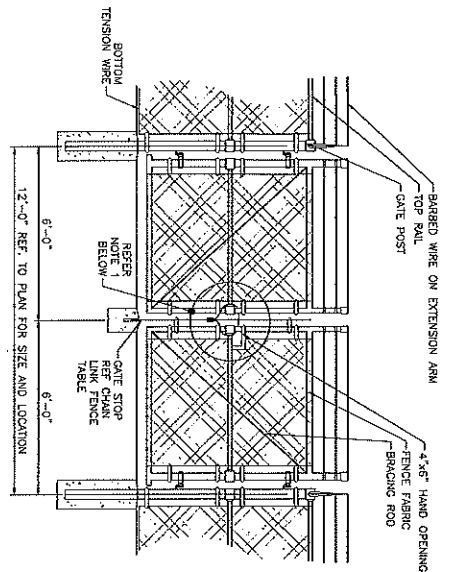 BARBED WIRE ON EXTENSION ARM
TOP RAIL
GATE POST
4"x6" HAND OPENING
FENCE FABRIC
BRACING ROD
BOTTOM
TENSION WIRE
REFER
NOTE 1
BELOW
GATE STOP
REF CHAIN
LINK FENCE
TABLE
6'-0"
6'-0"
12'-0" REF. TO PLAN FOR SIZE AND LOCATION